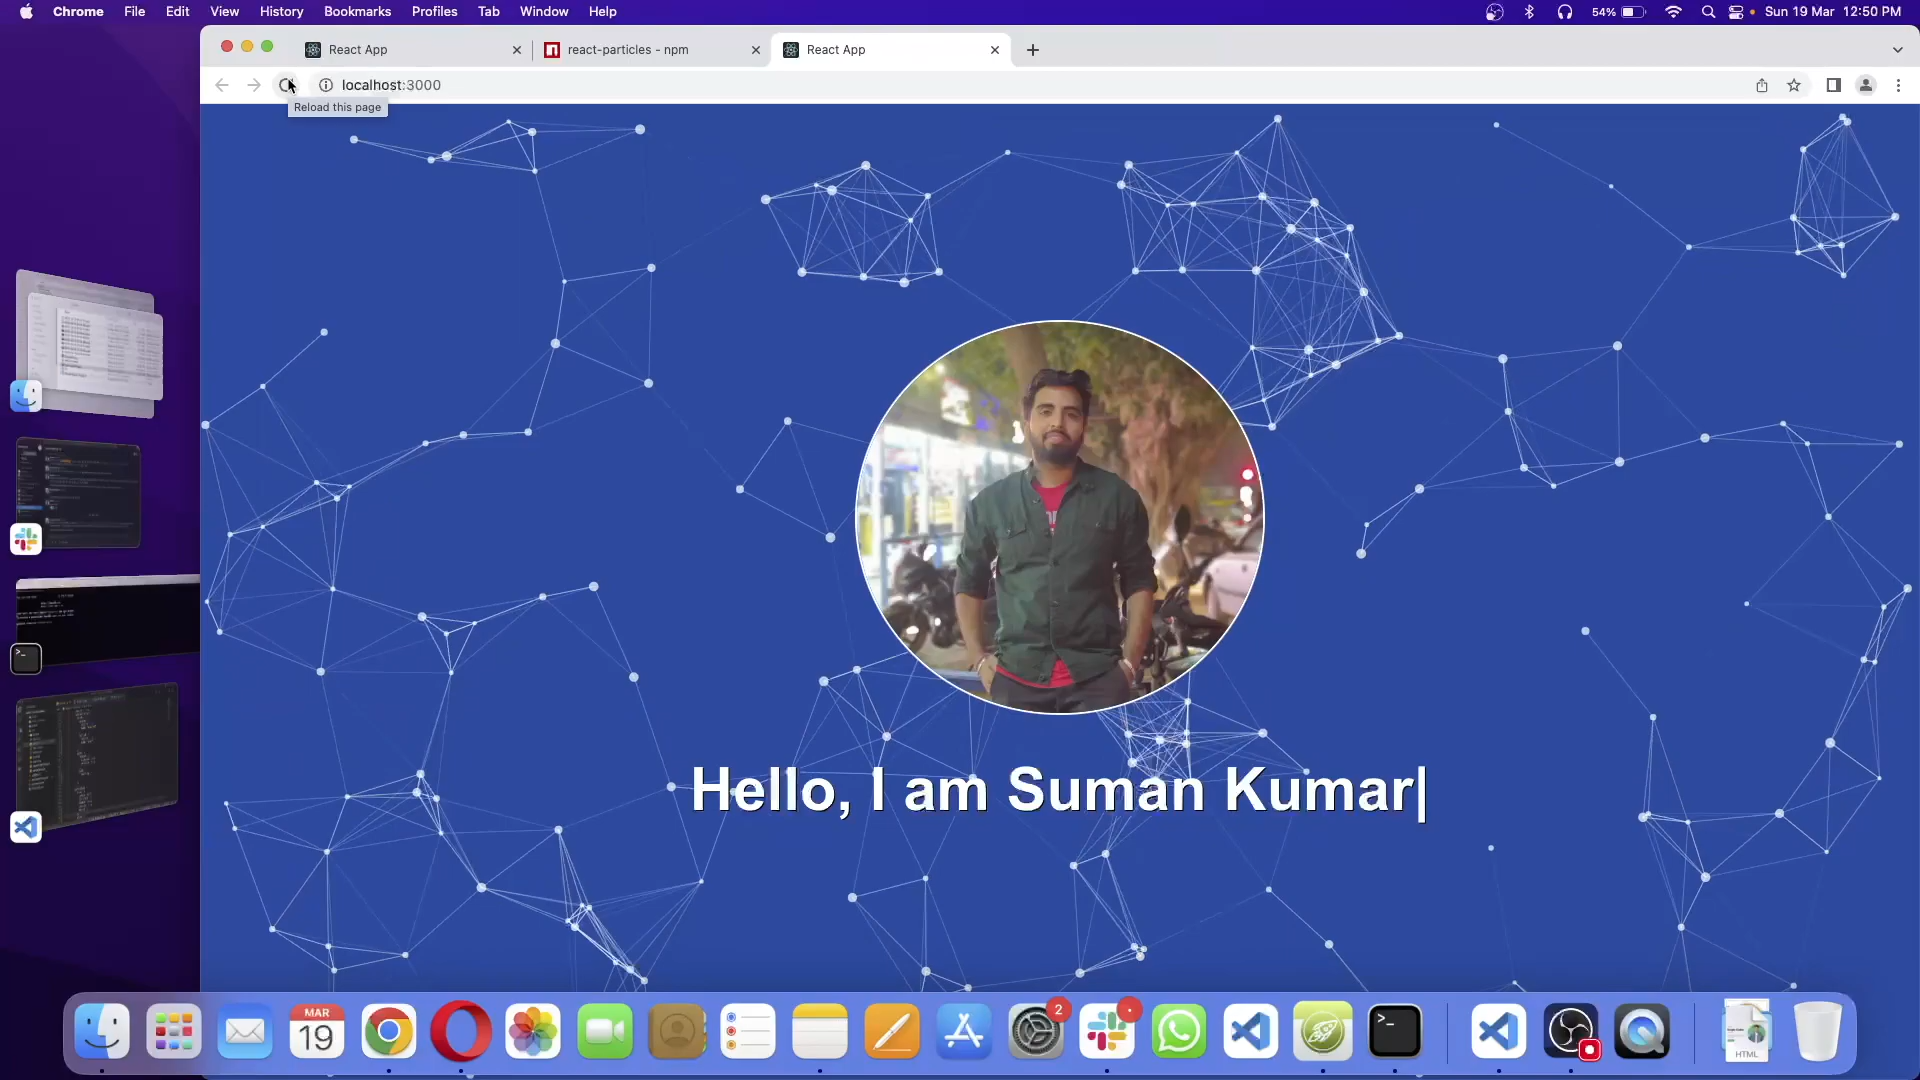 Chrome File Edit View History Bookmarks Profiles Tab Window Help
54% Sun 19 Mar 12:50 PM
React App
react-particles - npm
React App
localhost:3000
Reload this page
Hello, I am Suman Kumar|
MAR
19
2
HTML